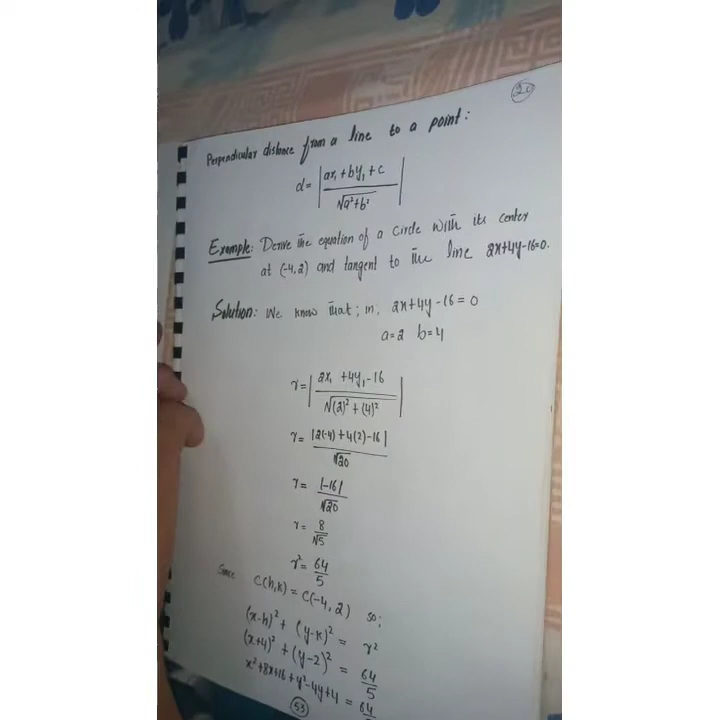 20
Perpendicular distance from a line to a point:
d = | ax₁ + by₁ + c / √a²+b² |
Example: Derive the equation of a circle with its center
at (-4,2) and tangent to the line 2x+4y-16=0.
Solution: We know that; in; 2x+4y-16=0
a=2 b=4
r = | 2x₁ +4y₁-16 / √(2)² + (4)² |
r = |2(-4)+4(2)-16| / √20
r = |-16| / √20
r = 8 / √5
r² = 64 / 5
Since C(h,k) = C(-4, 2) so;
(x-h)² + (y-k)² = r²
(x+4)² + (y-2)² = 64 / 5
x²+8x+16+y²-4y+4 = 64
53